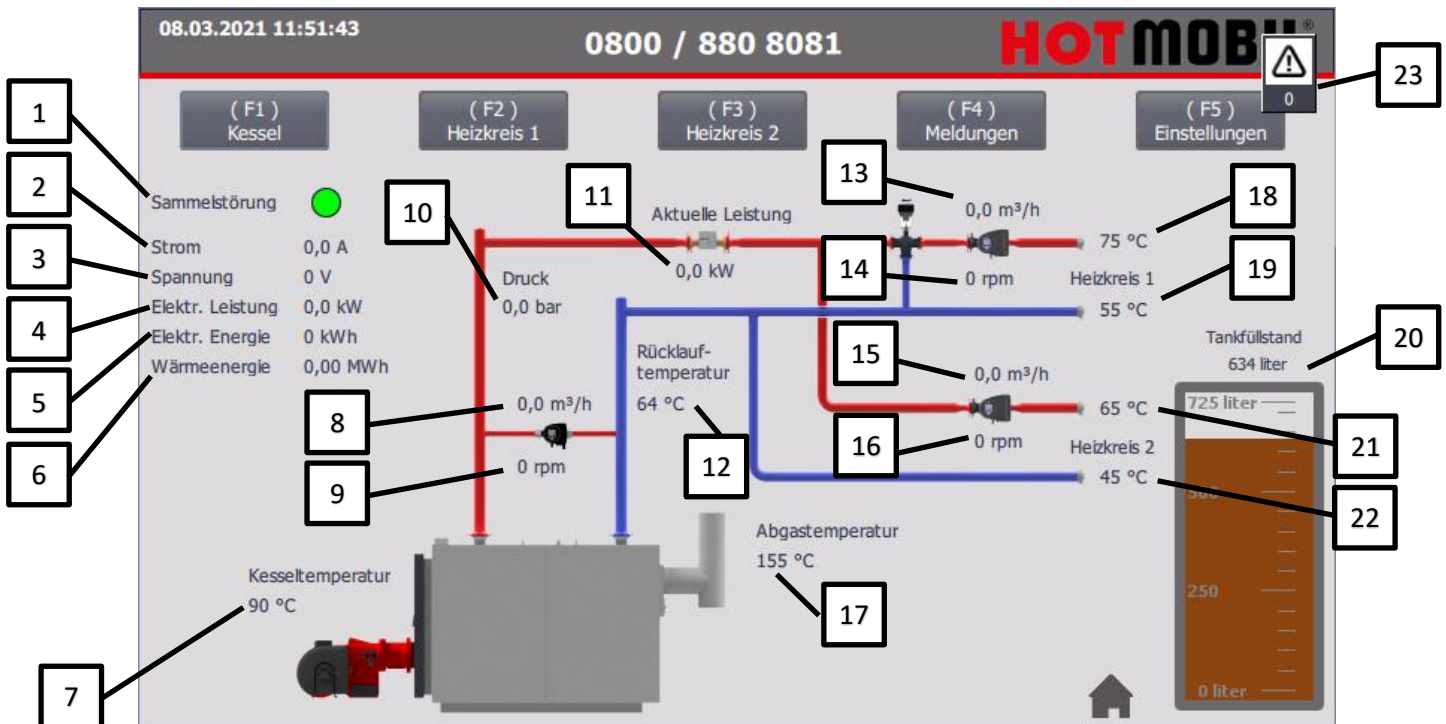 08.03.2021 11:51:43
0800 / 880 8081
HOTMOBIL®
0
23
( F1 )
Kessel
( F2 )
Heizkreis 1
( F3 )
Heizkreis 2
( F4 )
Meldungen
( F5 )
Einstellungen
1
2
3
4
5
6
Sammelstörung
Strom 0,0 A
Spannung 0 V
Elektr. Leistung 0,0 kW
Elektr. Energie 0 kWh
Wärmeenergie 0,00 MWh
10
11
Aktuelle Leistung
0,0 kW
Druck
0,0 bar
13
0,0 m³/h
14
0 rpm
18
75 °C
Heizkreis 1
19
55 °C
8
0,0 m³/h
9
0 rpm
Rücklauf-
temperatur
64 °C
12
15
0,0 m³/h
16
0 rpm
65 °C
21
Heizkreis 2
45 °C
22
Tankfüllstand
634 liter
20
725 liter
500
250
0 liter
Abgastemperatur
155 °C
17
Kesseltemperatur
90 °C
7